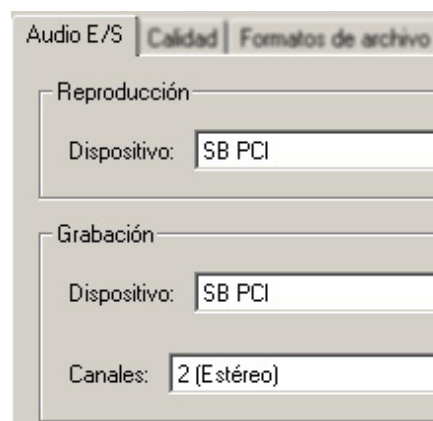 Audio E/S Calidad Formatos de archivo
Reproducción
Dispositivo: SB PCI
Grabación
Dispositivo: SB PCI
Canales: 2 (Estéreo)